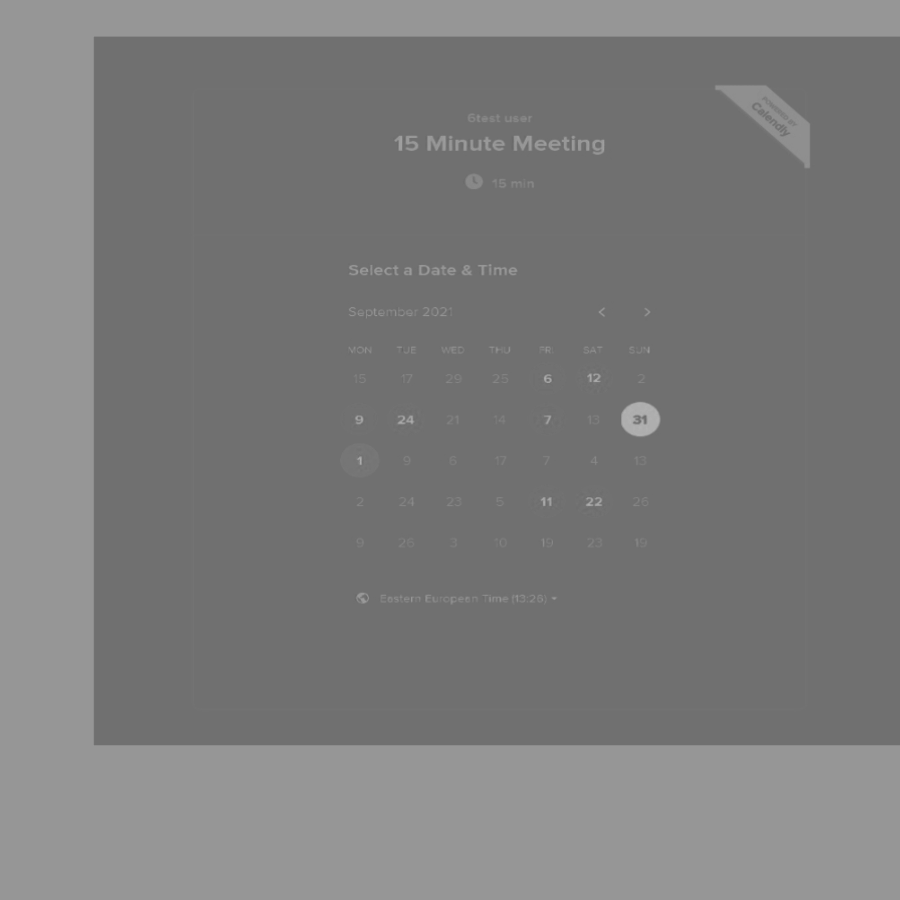 6test user
15 Minute Meeting
15 min
POWERED BY
Calendly
Select a Date & Time
September 2021
MON TUE WED THU FRI SAT SUN
15 17 29 25 6 12 2
9 24 21 14 7 13 31
1 9 6 17 7 4 13
2 24 23 5 11 22 26
9 26 3 10 19 23 19
Eestern Europeen Time (13:26)